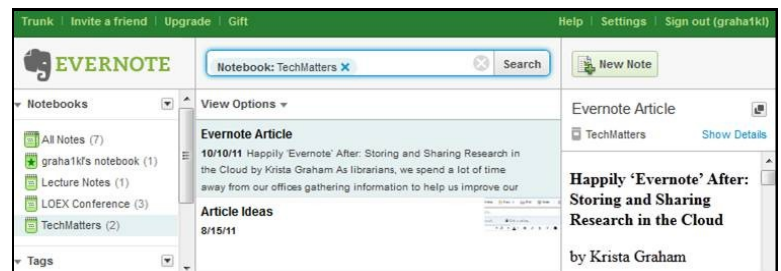 Trunk | Invite a friend | Upgrade | Gift
Help | Settings | Sign out (graha1kl)
EVERNOTE
Notebook: TechMatters ×
Search
New Note
Notebooks
All Notes (7)
graha1kl's notebook (1)
Lecture Notes (1)
LOEX Conference (3)
TechMatters (2)
Tags
View Options
Evernote Article
10/10/11 Happily 'Evernote' After: Storing and Sharing Research in
the Cloud by Krista Graham As librarians, we spend a lot of time
away from our offices gathering information to help us improve our
Article Ideas
8/15/11
Evernote Article
TechMatters
Show Details
Happily ‘Evernote’ After:
Storing and Sharing
Research in the Cloud
by Krista Graham